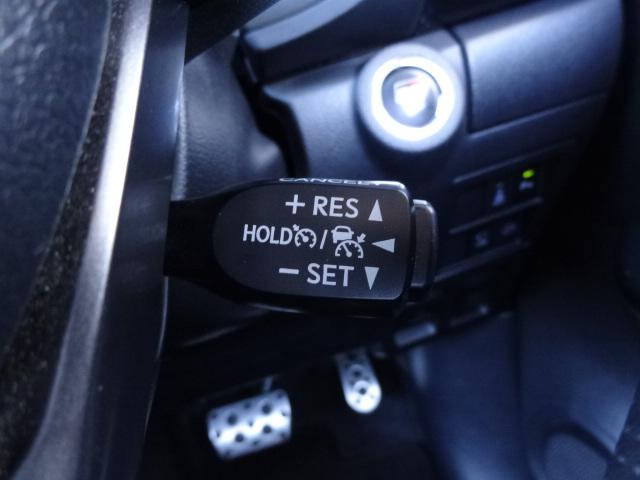 CANCEL
+ RES ▲
HOLD / ◀
− SET ▼